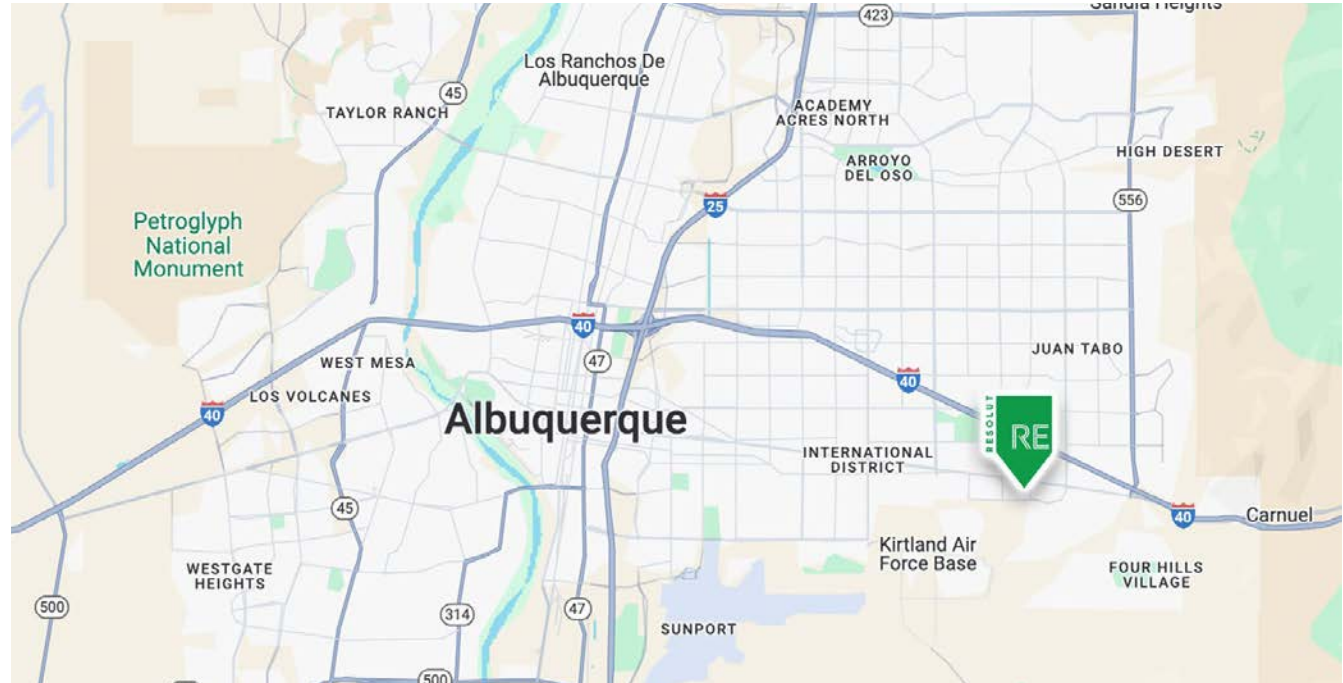 Sandia Heights
423
Los Ranchos De
Albuquerque
45
TAYLOR RANCH
ACADEMY
ACRES NORTH
ARROYO
DEL OSO
HIGH DESERT
556
25
Petroglyph
National
Monument
40
47
JUAN TABO
WEST MESA
LOS VOLCANES
40
40
Albuquerque
RESOLUT
RE
INTERNATIONAL
DISTRICT
45
40
Carnuel
Kirtland Air
Force Base
WESTGATE
HEIGHTS
FOUR HILLS
VILLAGE
500
314
47
SUNPORT
500